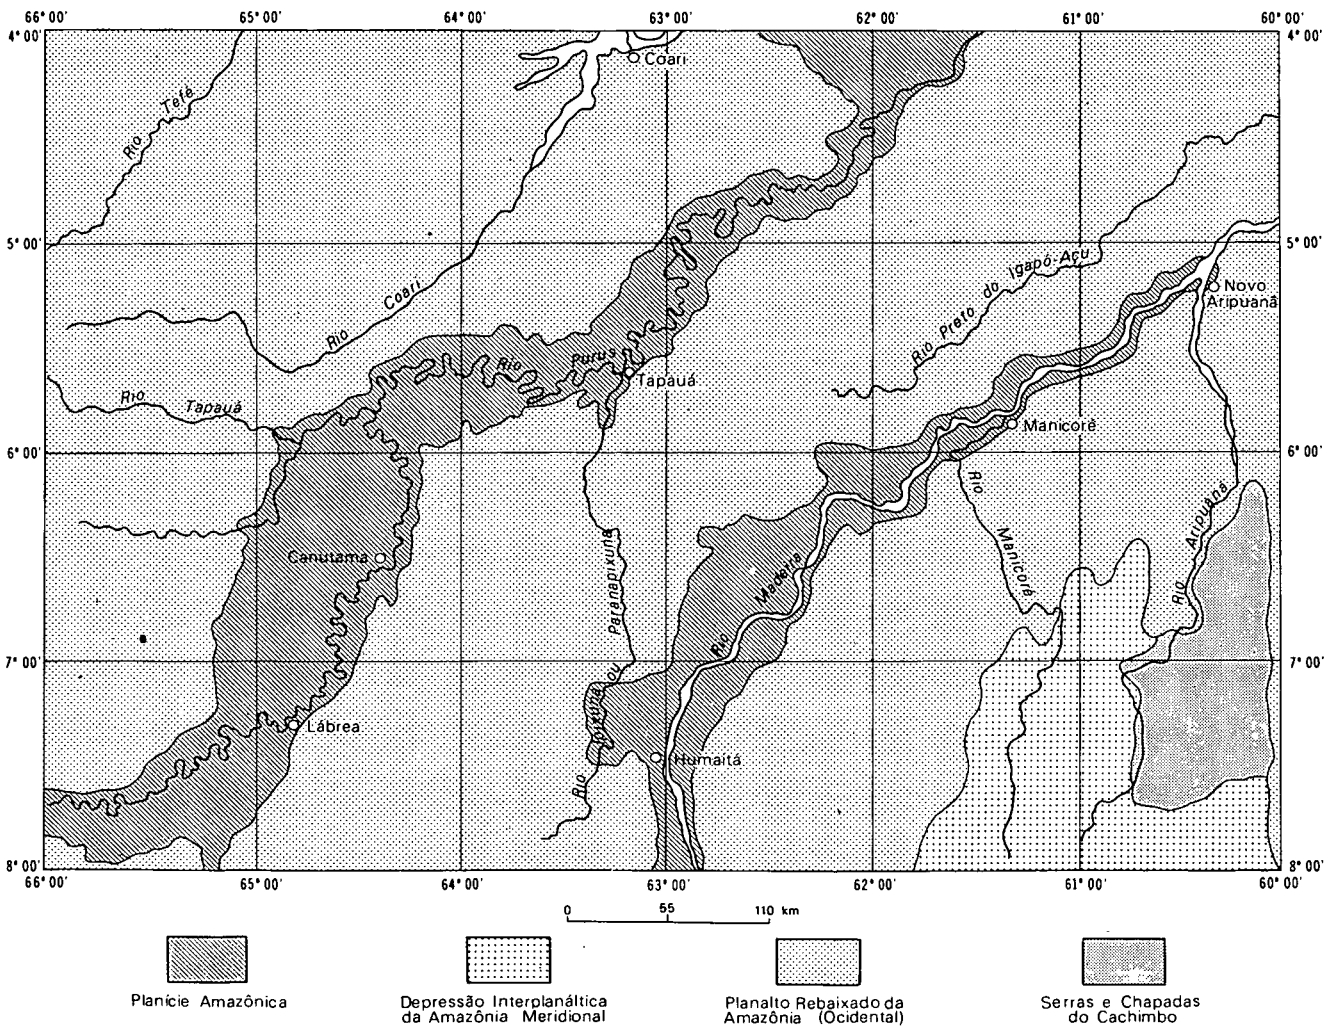 66° 00' 65° 00' 64° 00' 63° 00' 62° 00' 61° 00' 60° 00'
4° 00' 4° 00'
Coari
Rio Tefé
5° 00' 5° 00'
Rio Coari
Rio Preto do Igapó-Açu
Novo
Aripuanã
Rio Purus
Tapauá
Rio Tapauá
Manicoré
6° 00' 6° 00'
Rio Manicoré
Rio Aripuanã
Canutama
Rio Madeira
Rio Ipixuna ou Paranapixuna
7° 00' 7° 00'
Lábrea
Humaitá
8° 00' 8° 00'
66° 00' 65° 00' 64° 00' 63° 00' 62° 00' 61° 00' 60° 00'
0 55 110 km
Planície Amazônica
Depressão Interplanáltica
da Amazônia Meridional
Planalto Rebaixado da
Amazônia (Ocidental)
Serras e Chapadas
do Cachimbo